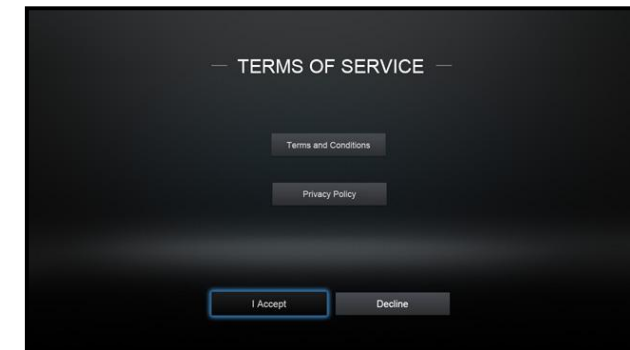 TERMS OF SERVICE
Terms and Conditions
Privacy Policy
I Accept
Decline